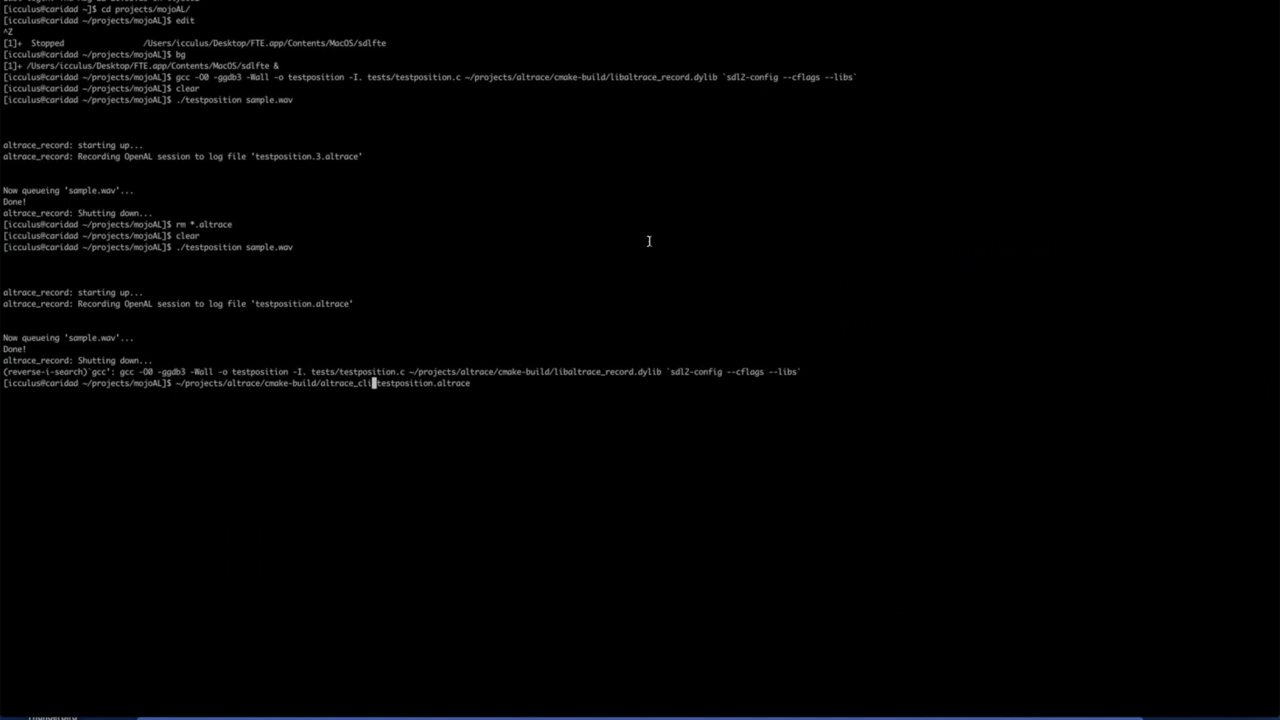 [icculus@caridad ~]$ cd projects/mojoAL/
[icculus@caridad ~/projects/mojoAL]$ edit
^Z
[1]+  Stopped                 /Users/icculus/Desktop/FTE.app/Contents/MacOS/sdlfte
[icculus@caridad ~/projects/mojoAL]$ bg
[1]+ /Users/icculus/Desktop/FTE.app/Contents/MacOS/sdlfte &
[icculus@caridad ~/projects/mojoAL]$ gcc -O0 -ggdb3 -Wall -o testposition -I. tests/testposition.c ~/projects/altrace/cmake-build/libaltrace_record.dylib `sdl2-config --cflags --libs`
[icculus@caridad ~/projects/mojoAL]$ clear
[icculus@caridad ~/projects/mojoAL]$ ./testposition sample.wav
altrace_record: starting up...
altrace_record: Recording OpenAL session to log file 'testposition.3.altrace'
Now queueing 'sample.wav'...
Done!
altrace_record: Shutting down...
[icculus@caridad ~/projects/mojoAL]$ rm *.altrace
[icculus@caridad ~/projects/mojoAL]$ clear
[icculus@caridad ~/projects/mojoAL]$ ./testposition sample.wav
altrace_record: starting up...
altrace_record: Recording OpenAL session to log file 'testposition.altrace'
Now queueing 'sample.wav'...
Done!
altrace_record: Shutting down...
(reverse-i-search)`gcc': gcc -O0 -ggdb3 -Wall -o testposition -I. tests/testposition.c ~/projects/altrace/cmake-build/libaltrace_record.dylib `sdl2-config --cflags --libs`
[icculus@caridad ~/projects/mojoAL]$ ~/projects/altrace/cmake-build/altrace_cli testposition.altrace